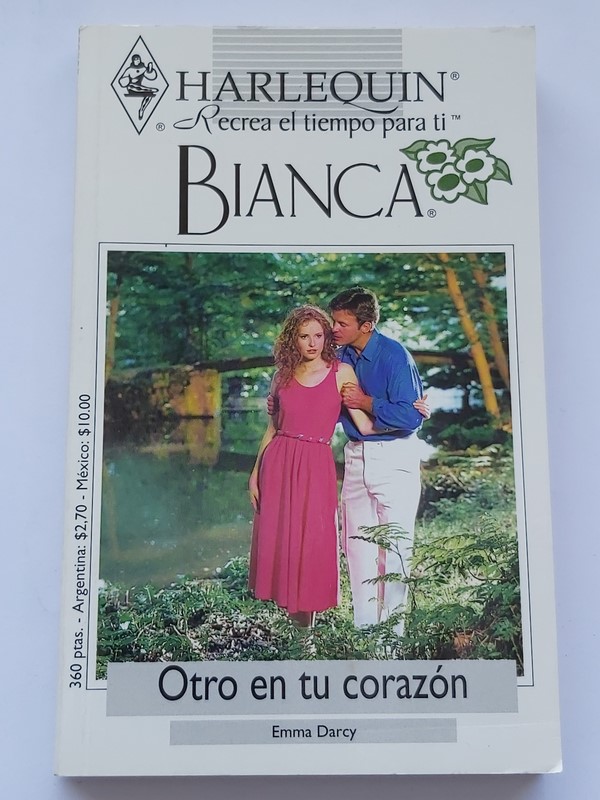 HARLEQUIN®
® Recrea el tiempo para ti™
BIANCA®
360 ptas. - Argentina: $2,70 - México: $10.00
Otro en tu corazón
Emma Darcy